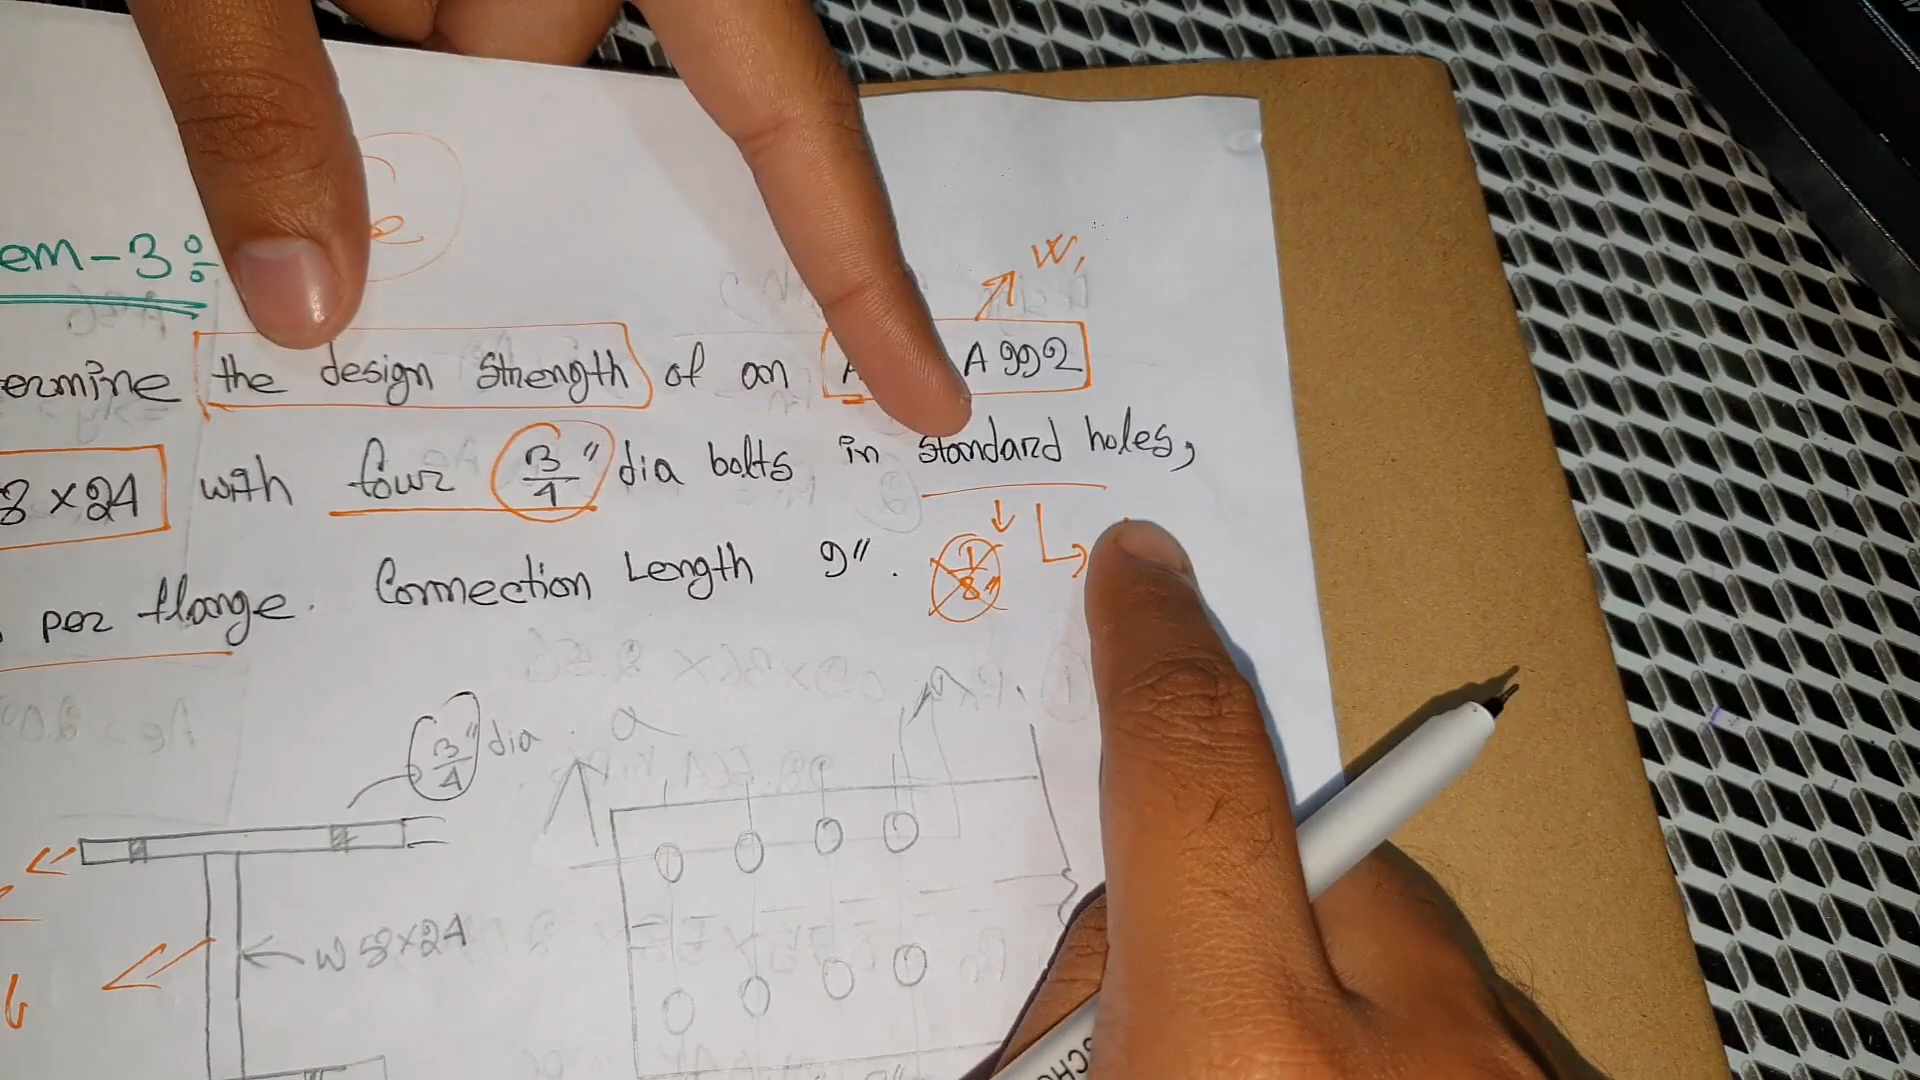 em-3:
W,
ermine the design strength of an A992
8 x 24 with four 3/4" dia bolts in standard holes,
per flange. Connection Length 9". 1/8"
3/4" dia
W 8x24